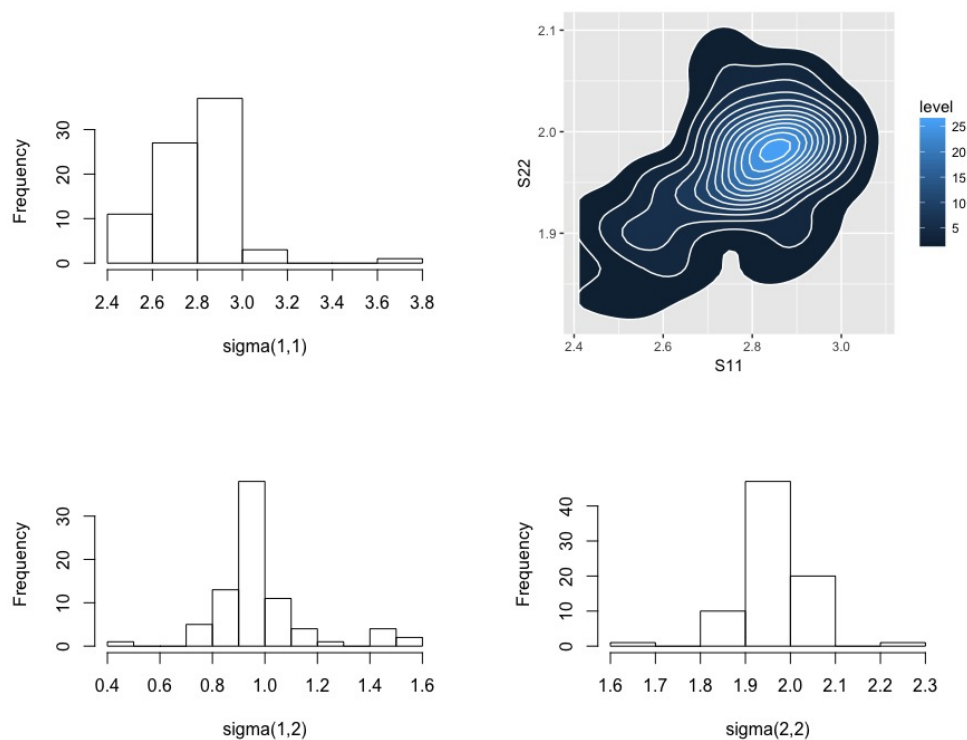 Frequency
30
20
10
0
2.4 2.6 2.8 3.0 3.2 3.4 3.6 3.8
sigma(1,1)
S22
2.1
2.0
1.9
2.4 2.6 2.8 3.0
S11
level
25
20
15
10
5
Frequency
30
20
10
0
0.4 0.6 0.8 1.0 1.2 1.4 1.6
sigma(1,2)
Frequency
40
30
20
10
0
1.6 1.7 1.8 1.9 2.0 2.1 2.2 2.3
sigma(2,2)